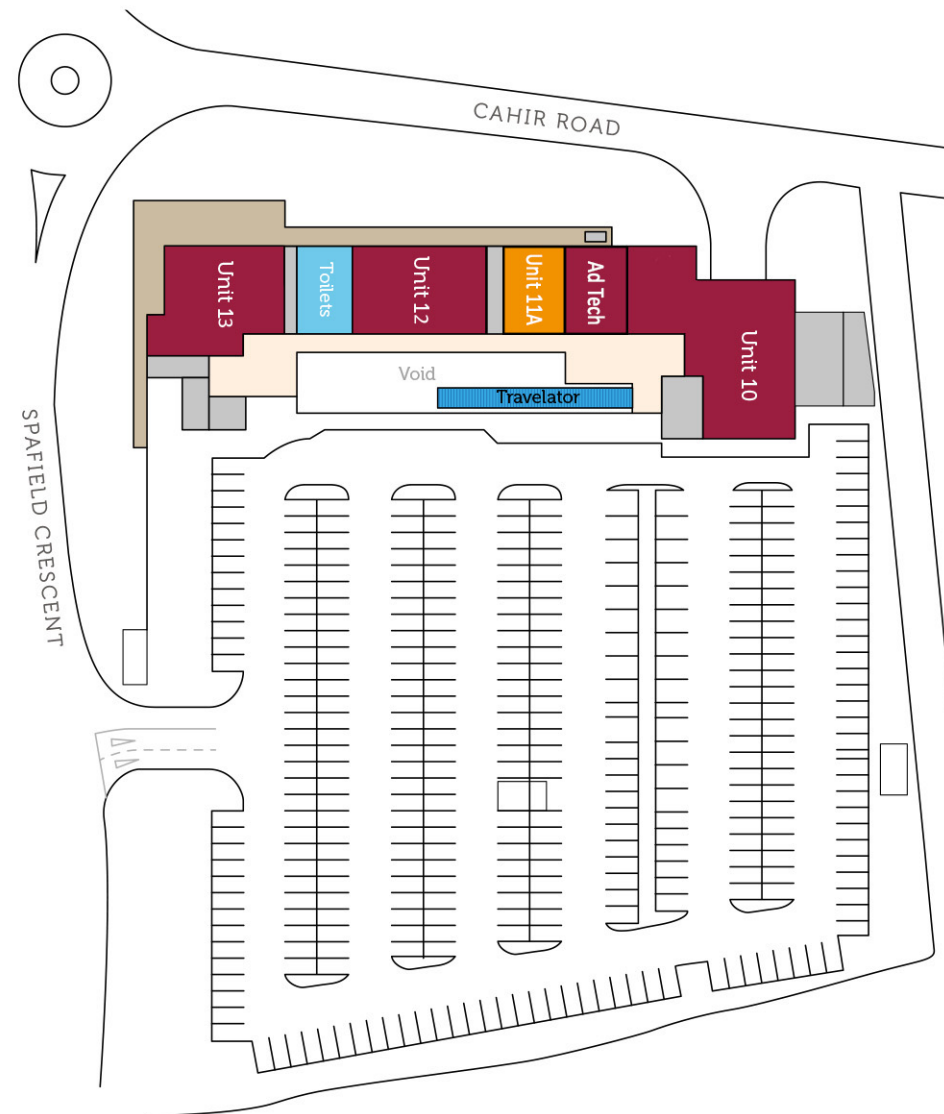 CAHIR ROAD
Unit 13
Toilets
Unit 12
Unit 11A
Ad Tech
Unit 10
Void
Travelator
SPAFIELD CRESCENT